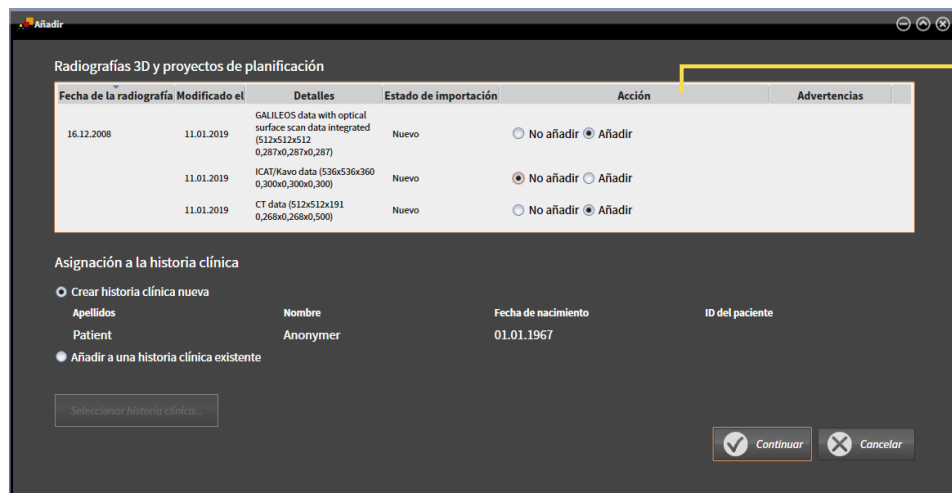 Añadir
Radiografías 3D y proyectos de planificación
Fecha de la radiografía Modificado el Detalles Estado de importación Acción Advertencias
GALILEOS data with optical
surface scan data integrated
16.12.2008 11.01.2019 (512x512x512 Nuevo No añadir Añadir
0,287x0,287x0,287)
11.01.2019 ICAT/Kavo data (536x536x360 Nuevo No añadir Añadir
0,300x0,300x0,300)
11.01.2019 CT data (512x512x191 Nuevo No añadir Añadir
0,268x0,268x0,500)
Asignación a la historia clínica
Crear historia clínica nueva
Apellidos Nombre Fecha de nacimiento ID del paciente
Patient Anonymer 01.01.1967
Añadir a una historia clínica existente
Seleccionar historia clínica...
Continuar Cancelar